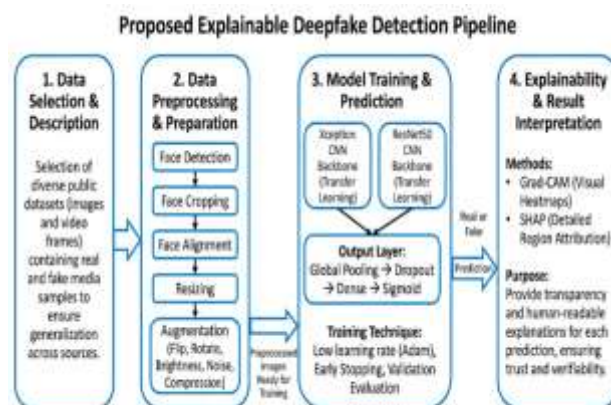 Proposed Explainable Deepfake Detection Pipeline
1. Data
Selection &
Description
Selection of
diverse public
datasets (images
and video
frames)
containing real
and fake media
samples to
ensure
generalization
across sources.
2. Data
Preprocessing
& Preparation
Face Detection
Face Cropping
Face Alignment
Resizing
Augmentation
(Flip, Rotate,
Brightness, Noise,
Compression)
Preprocessed
images
Ready for
Training
3. Model Training &
Prediction
Xception
CNN
Backbone
(Transfer
Learning)
ResNet50
CNN
Backbone
(Transfer
Learning)
Output Layer:
Global Pooling → Dropout
→ Dense → Sigmoid
Training Technique:
Low learning rate (Adam),
Early Stopping, Validation
Evaluation
Real or
Fake
Prediction
4. Explainability
& Result
Interpretation
Methods:
• Grad-CAM (Visual
Heatmaps)
• SHAP (Detailed
Region Attribution)
Purpose:
Provide transparency
and human-readable
explanations for each
prediction, ensuring
trust and verifiability.